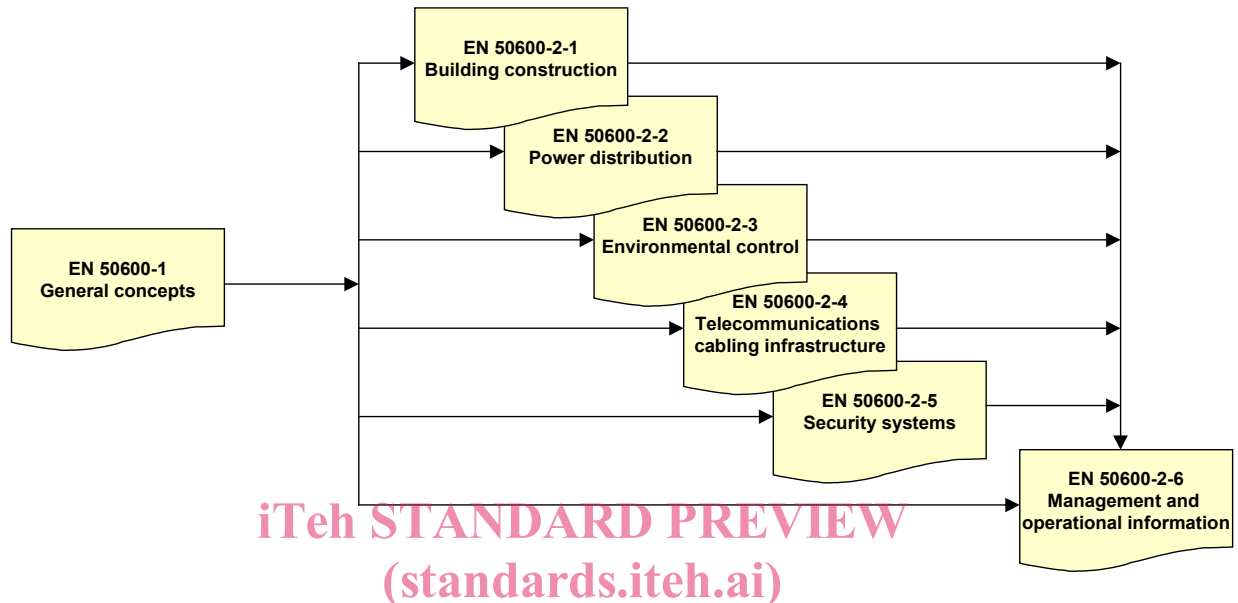 EN 50600-2-1
Building construction
EN 50600-2-2
Power distribution
EN 50600-2-3
Environmental control
EN 50600-1
General concepts
EN 50600-2-4
Telecommunications
cabling infrastructure
EN 50600-2-5
Security systems
EN 50600-2-6
Management and
operational information
iTeh STANDARD PREVIEW
(standards.iteh.ai)